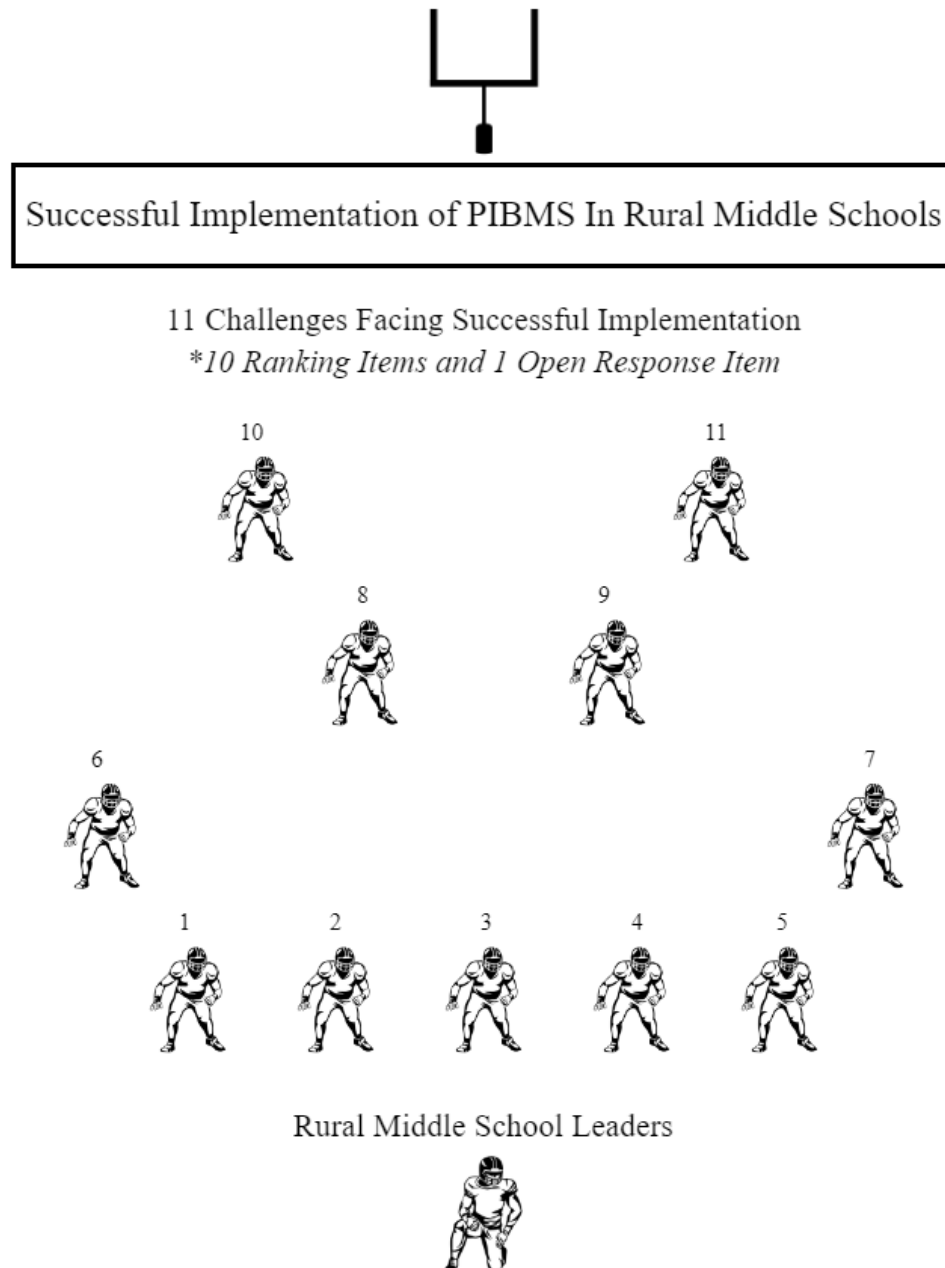 Successful Implementation of PIBMS In Rural Middle Schools
11 Challenges Facing Successful Implementation
*10 Ranking Items and 1 Open Response Item
10 11
8 9
6 7
1 2 3 4 5
Rural Middle School Leaders